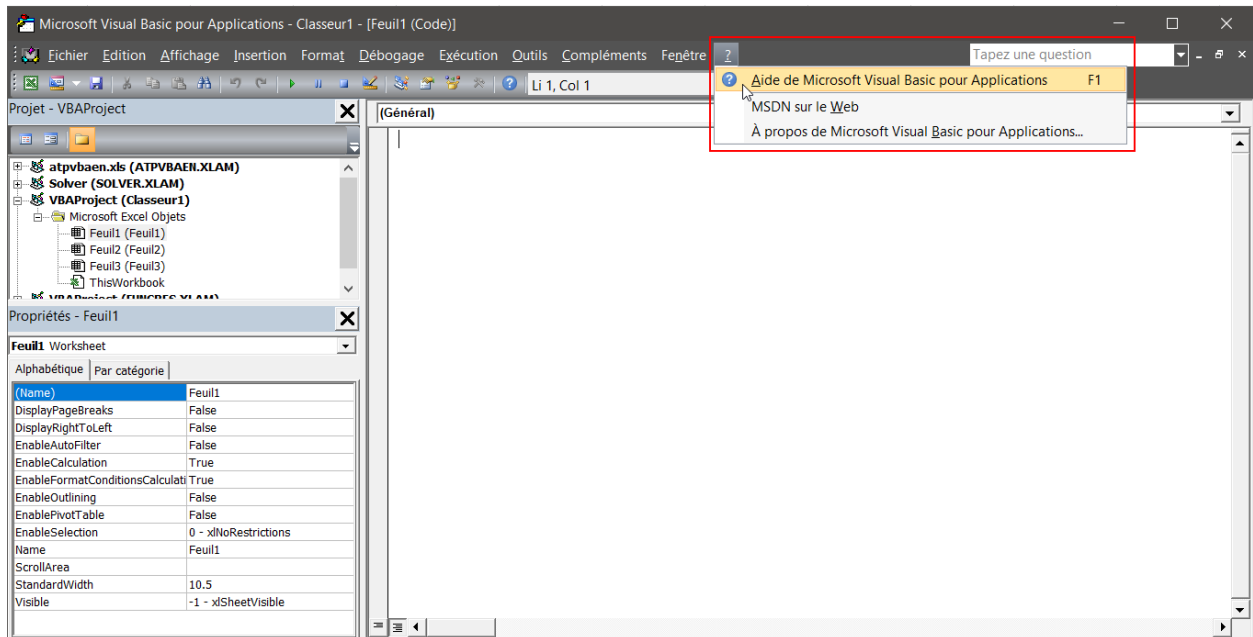 Microsoft Visual Basic pour Applications - Classeur1 - [Feuil1 (Code)]
Eichier Edition Affichage Insertion Format Débogage Exécution Outils Compléments Fenêtre ? Tapez une question
Li 1, Col 1
Aide de Microsoft Visual Basic pour Applications F1
MSDN sur le Web
À propos de Microsoft Visual Basic pour Applications...
Projet - VBAProject
(Général)
atpvbaen.xls (ATPVBAEN.XLAM)
Solver (SOLVER.XLAM)
VBAProject (Classeur1)
Microsoft Excel Objets
Feuil1 (Feuil1)
Feuil2 (Feuil2)
Feuil3 (Feuil3)
ThisWorkbook
VBAProject (FUNCRES.XLAM)
Propriétés - Feuil1
Feuil1 Worksheet
Alphabétique Par catégorie
(Name) Feuil1
DisplayPageBreaks False
DisplayRightToLeft False
EnableAutoFilter False
EnableCalculation True
EnableFormatConditionsCalculati True
EnableOutlining False
EnablePivotTable False
EnableSelection 0 - xlNoRestrictions
Name Feuil1
ScrollArea
StandardWidth 10.5
Visible -1 - xlSheetVisible